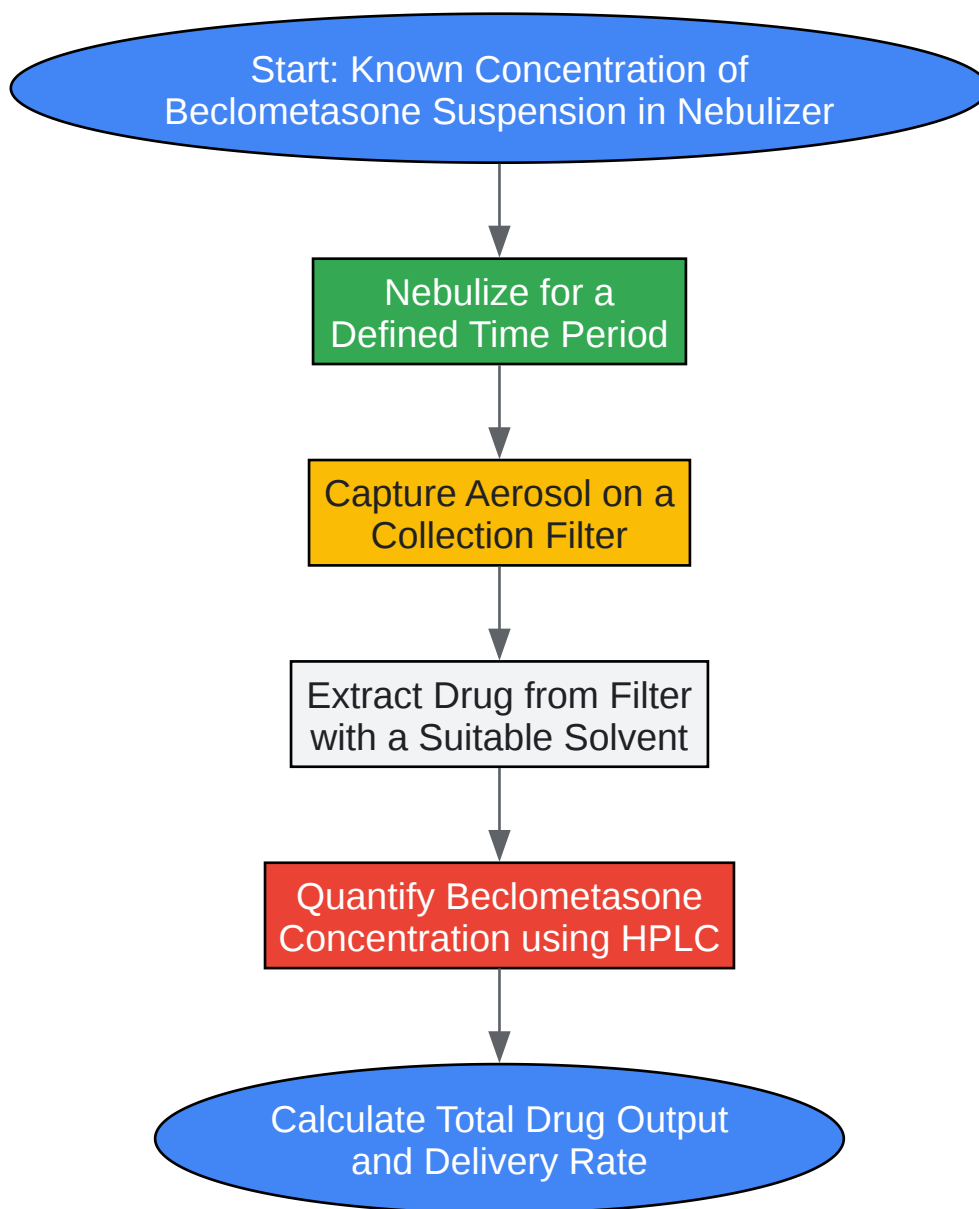 Start: Known Concentration of
Beclometasone Suspension in Nebulizer
Nebulize for a
Defined Time Period
Capture Aerosol on a
Collection Filter
Extract Drug from Filter
with a Suitable Solvent
Quantify Beclometasone
Concentration using HPLC
Calculate Total Drug Output
and Delivery Rate